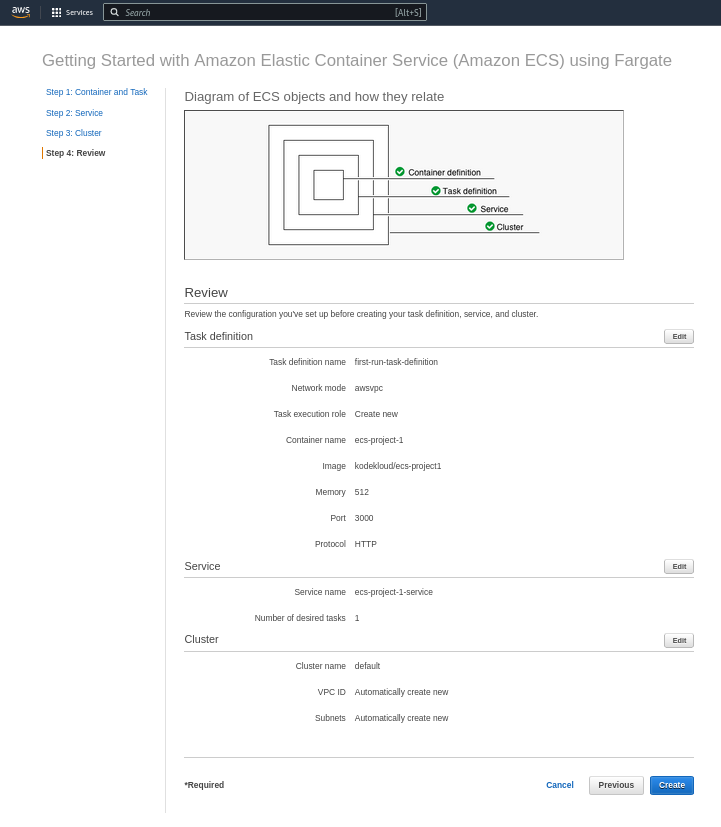 aws Services Search [Alt+S]
Getting Started with Amazon Elastic Container Service (Amazon ECS) using Fargate
Step 1: Container and Task
Step 2: Service
Step 3: Cluster
Step 4: Review
Diagram of ECS objects and how they relate
Container definition
Task definition
Service
Cluster
Review
Review the configuration you've set up before creating your task definition, service, and cluster.
Task definition Edit
Task definition name first-run-task-definition
Network mode awsvpc
Task execution role Create new
Container name ecs-project-1
Image kodekloud/ecs-project1
Memory 512
Port 3000
Protocol HTTP
Service Edit
Service name ecs-project-1-service
Number of desired tasks 1
Cluster Edit
Cluster name default
VPC ID Automatically create new
Subnets Automatically create new
*Required Cancel Previous Create